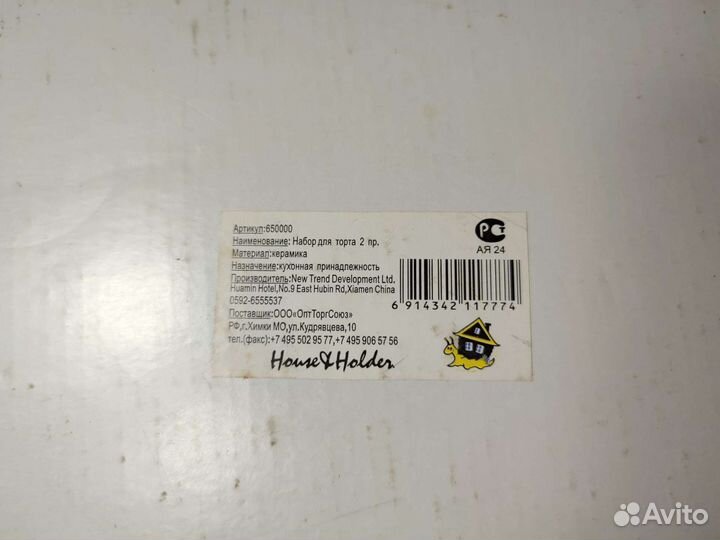 Артикул:650000
Наименование: Набор для торта 2 пр.
Материал:керамика
Назначение:кухонная принадлежность
Производитель:New Trend Development Ltd.
Huamin Hotel,No.9 East Hubin Rd,Xiamen China
0592-6555537
Поставщик:ООО«ОптТоргСоюз»
РФ,г.Химки МО,ул.Кудрявцева,10
тел.(факс):+7 495 502 95 77,+7 495 906 57 56
House&Holder
РСТ
АЯ 24
6 914342 117774
Avito